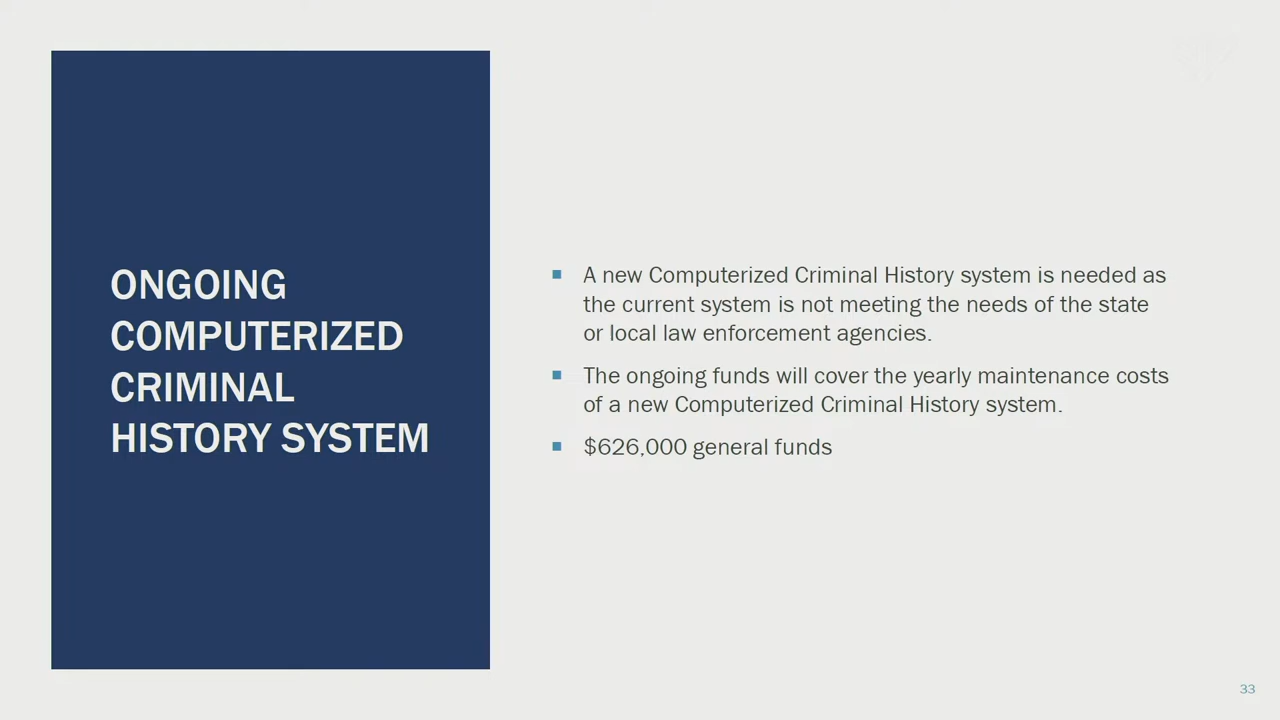 ONGOING
COMPUTERIZED
CRIMINAL
HISTORY SYSTEM
A new Computerized Criminal History system is needed as
the current system is not meeting the needs of the state
or local law enforcement agencies.
The ongoing funds will cover the yearly maintenance costs
of a new Computerized Criminal History system.
$626,000 general funds
33